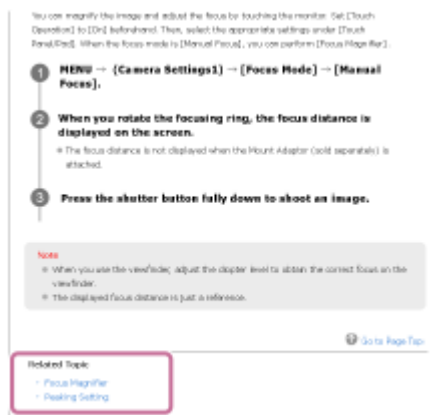 You can magnify the image and adjust the focus by touching the monitor. Set [Touch
Operation] to [On] beforehand. Then, select the appropriate settings under [Touch
Panel/Pad]. When the focus mode is [Manual Focus], you can perform [Focus Magnifier].
1 MENU → (Camera Settings1) → [Focus Mode] → [Manual
Focus].
2 When you rotate the focusing ring, the focus distance is
displayed on the screen.
The focus distance is not displayed when the Mount Adaptor (sold separately) is
attached.
3 Press the shutter button fully down to shoot an image.
Note
When you use the viewfinder, adjust the diopter level to obtain the correct focus on the
viewfinder.
The displayed focus distance is just a reference.
Go to Page Top
Related Topic
Focus Magnifier
Peaking Setting